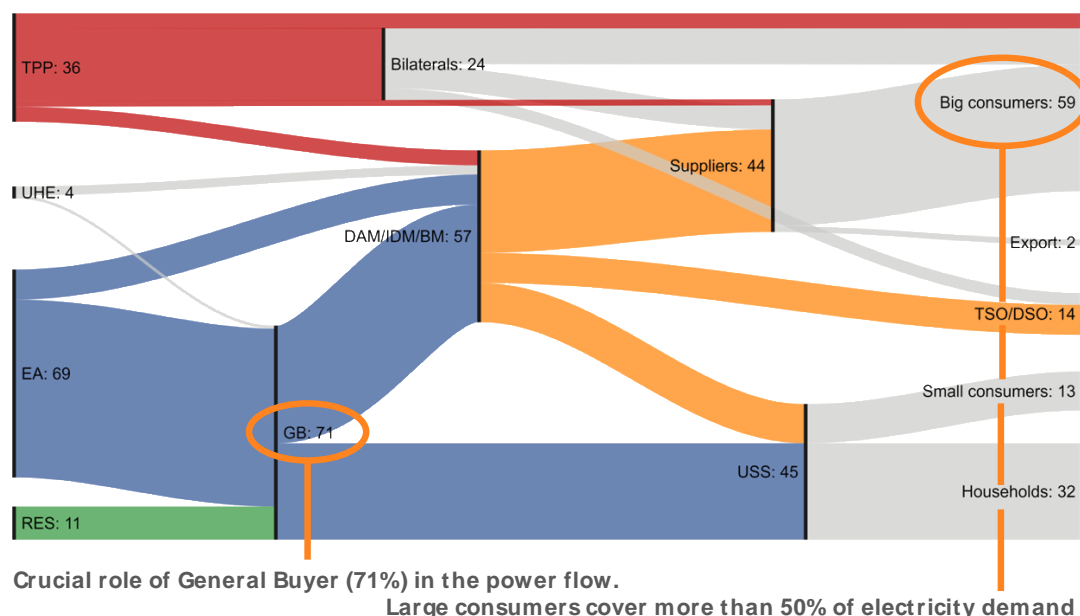 TPP: 36
Bilaterals: 24
Big consumers: 59
Suppliers: 44
UHE: 4
DAM/IDM/BM: 57
Export: 2
TSO/DSO: 14
EA: 69
Small consumers: 13
GB: 71
USS: 45
Households: 32
RES: 11
Crucial role of General Buyer (71%) in the power flow.
Large consumers cover more than 50% of electricity demand